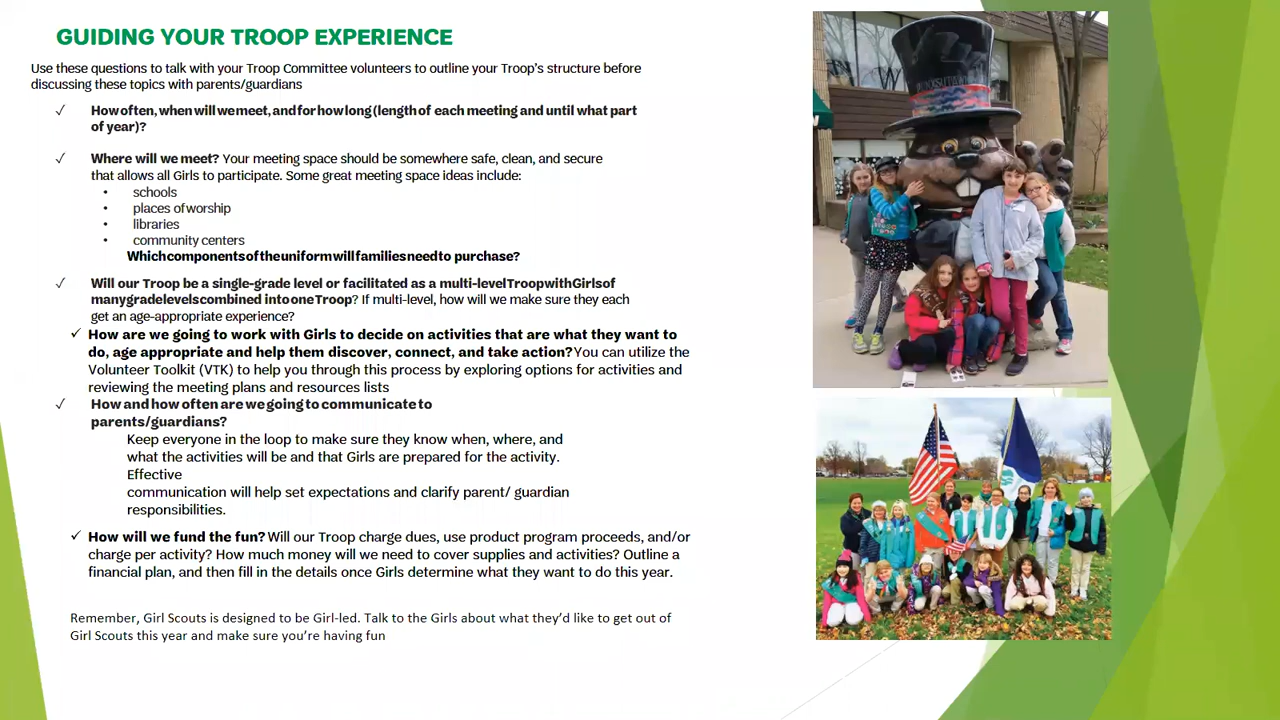 GUIDING YOUR TROOP EXPERIENCE
Use these questions to talk with your Troop Committee volunteers to outline your Troop's structure before
discussing these topics with parents/guardians
✓ How often, when will we meet, and for how long (length of each meeting and until what part
of year)?
✓ Where will we meet? Your meeting space should be somewhere safe, clean, and secure
that allows all Girls to participate. Some great meeting space ideas include:
• schools
• places of worship
• libraries
• community centers
Which components of the uniform will families need to purchase?
✓ Will our Troop be a single-grade level or facilitated as a multi-level Troop with Girls of
many grade levels combined into one Troop? If multi-level, how will we make sure they each
get an age-appropriate experience?
✓ How are we going to work with Girls to decide on activities that are what they want to
do, age appropriate and help them discover, connect, and take action? You can utilize the
Volunteer Toolkit (VTK) to help you through this process by exploring options for activities and
reviewing the meeting plans and resources lists
✓ How and how often are we going to communicate to
parents/guardians?
Keep everyone in the loop to make sure they know when, where, and
what the activities will be and that Girls are prepared for the activity.
Effective
communication will help set expectations and clarify parent/ guardian
responsibilities.
✓ How will we fund the fun? Will our Troop charge dues, use product program proceeds, and/or
charge per activity? How much money will we need to cover supplies and activities? Outline a
financial plan, and then fill in the details once Girls determine what they want to do this year.
Remember, Girl Scouts is designed to be Girl-led. Talk to the Girls about what they'd like to get out of
Girl Scouts this year and make sure you're having fun